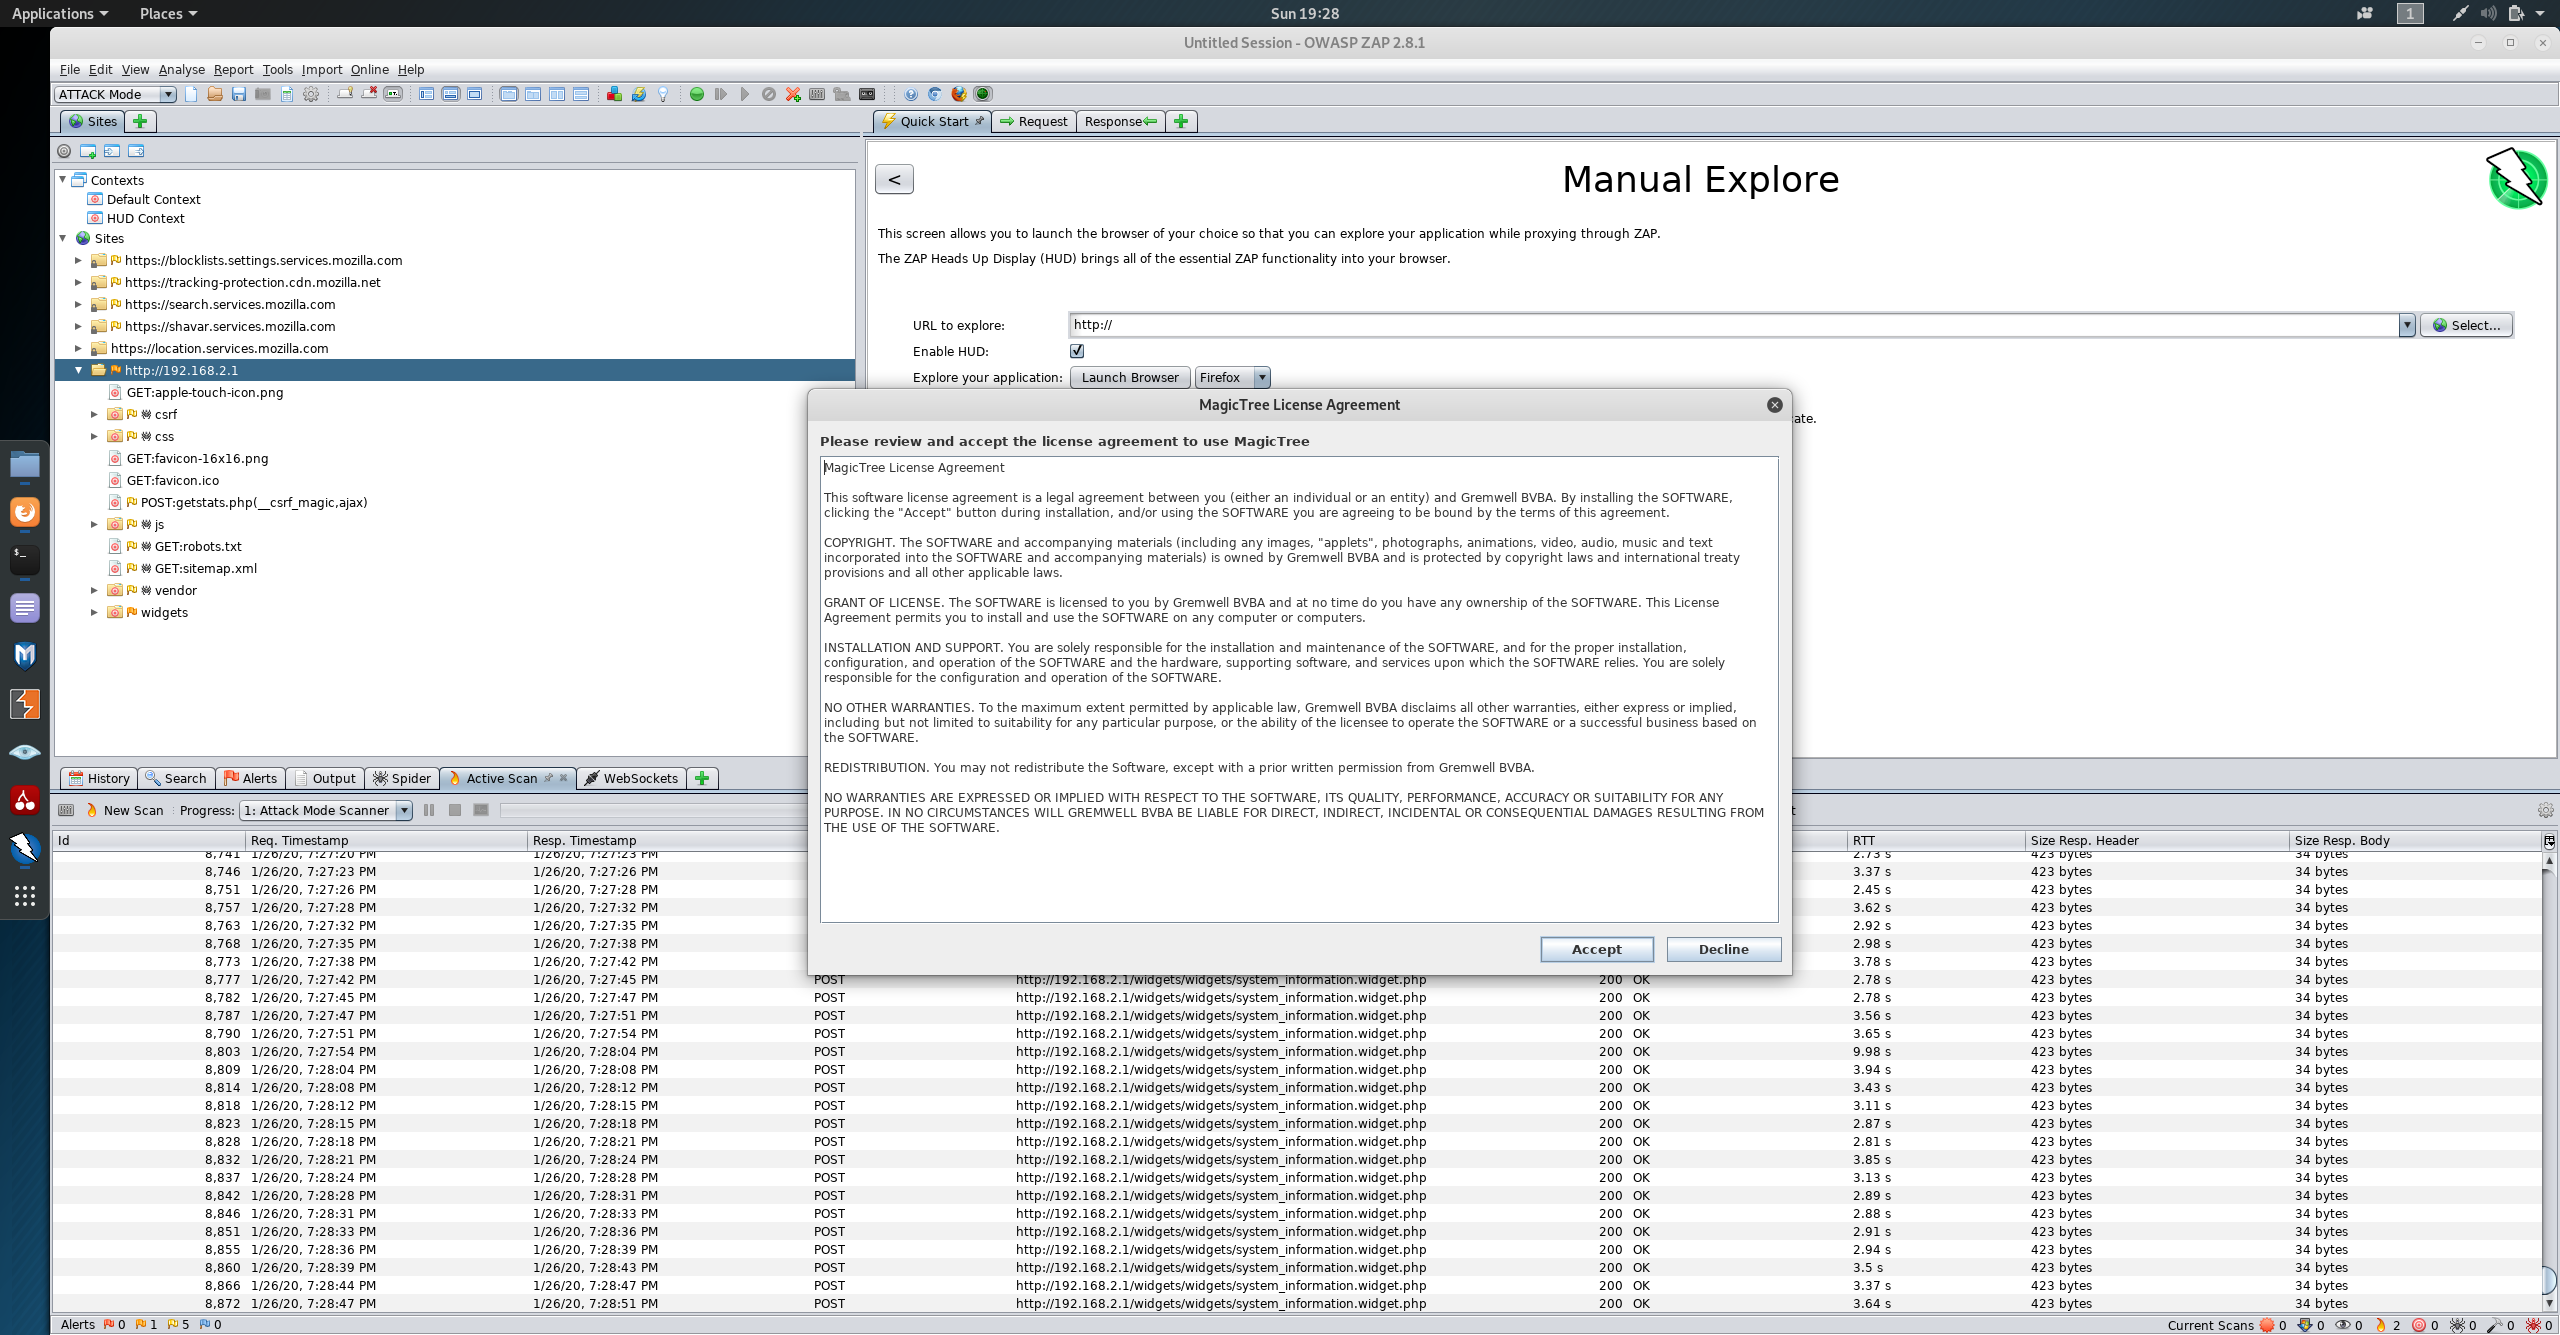 Applications Places Sun 19:28 1
Untitled Session - OWASP ZAP 2.8.1
File Edit View Analyse Report Tools Import Online Help
ATTACK Mode
Sites
Quick Start Request Response
Contexts
Default Context
HUD Context
Sites
https://blocklists.settings.services.mozilla.com
https://tracking-protection.cdn.mozilla.net
https://search.services.mozilla.com
https://shavar.services.mozilla.com
https://location.services.mozilla.com
http://192.168.2.1
GET:apple-touch-icon.png
csrf
css
GET:favicon-16x16.png
GET:favicon.ico
POST:getstats.php(__csrf_magic,ajax)
js
GET:robots.txt
GET:sitemap.xml
vendor
widgets
<
Manual Explore
This screen allows you to launch the browser of your choice so that you can explore your application while proxying through ZAP.
The ZAP Heads Up Display (HUD) brings all of the essential ZAP functionality into your browser.
URL to explore: http:// Select...
Enable HUD:
Explore your application: Launch Browser Firefox
cate.
MagicTree License Agreement
Please review and accept the license agreement to use MagicTree
MagicTree License Agreement
This software license agreement is a legal agreement between you (either an individual or an entity) and Gremwell BVBA. By installing the SOFTWARE,
clicking the "Accept" button during installation, and/or using the SOFTWARE you are agreeing to be bound by the terms of this agreement.
COPYRIGHT. The SOFTWARE and accompanying materials (including any images, "applets", photographs, animations, video, audio, music and text
incorporated into the SOFTWARE and accompanying materials) is owned by Gremwell BVBA and is protected by copyright laws and international treaty
provisions and all other applicable laws.
GRANT OF LICENSE. The SOFTWARE is licensed to you by Gremwell BVBA and at no time do you have any ownership of the SOFTWARE. This License
Agreement permits you to install and use the SOFTWARE on any computer or computers.
INSTALLATION AND SUPPORT. You are solely responsible for the installation and maintenance of the SOFTWARE, and for the proper installation,
configuration, and operation of the SOFTWARE and the hardware, supporting software, and services upon which the SOFTWARE relies. You are solely
responsible for the configuration and operation of the SOFTWARE.
NO OTHER WARRANTIES. To the maximum extent permitted by applicable law, Gremwell BVBA disclaims all other warranties, either express or implied,
including but not limited to suitability for any particular purpose, or the ability of the licensee to operate the SOFTWARE or a successful business based on
the SOFTWARE.
REDISTRIBUTION. You may not redistribute the Software, except with a prior written permission from Gremwell BVBA.
NO WARRANTIES ARE EXPRESSED OR IMPLIED WITH RESPECT TO THE SOFTWARE, ITS QUALITY, PERFORMANCE, ACCURACY OR SUITABILITY FOR ANY
PURPOSE. IN NO CIRCUMSTANCES WILL GREMWELL BVBA BE LIABLE FOR DIRECT, INDIRECT, INCIDENTAL OR CONSEQUENTIAL DAMAGES RESULTING FROM
THE USE OF THE SOFTWARE.
Accept Decline
History Search Alerts Output Spider Active Scan WebSockets
New Scan Progress: 1: Attack Mode Scanner
Id Req. Timestamp Resp. Timestamp RTT Size Resp. Header Size Resp. Body
8,741 1/26/20, 7:27:20 PM 1/26/20, 7:27:23 PM 2.73 s 423 bytes 34 bytes
8,746 1/26/20, 7:27:23 PM 1/26/20, 7:27:26 PM 3.37 s 423 bytes 34 bytes
8,751 1/26/20, 7:27:26 PM 1/26/20, 7:27:28 PM 2.45 s 423 bytes 34 bytes
8,757 1/26/20, 7:27:28 PM 1/26/20, 7:27:32 PM 3.62 s 423 bytes 34 bytes
8,763 1/26/20, 7:27:32 PM 1/26/20, 7:27:35 PM 2.92 s 423 bytes 34 bytes
8,768 1/26/20, 7:27:35 PM 1/26/20, 7:27:38 PM 2.98 s 423 bytes 34 bytes
8,773 1/26/20, 7:27:38 PM 1/26/20, 7:27:42 PM 3.78 s 423 bytes 34 bytes
8,777 1/26/20, 7:27:42 PM 1/26/20, 7:27:45 PM POST http://192.168.2.1/widgets/widgets/system_information.widget.php 200 OK 2.78 s 423 bytes 34 bytes
8,782 1/26/20, 7:27:45 PM 1/26/20, 7:27:47 PM POST http://192.168.2.1/widgets/widgets/system_information.widget.php 200 OK 2.78 s 423 bytes 34 bytes
8,787 1/26/20, 7:27:47 PM 1/26/20, 7:27:51 PM POST http://192.168.2.1/widgets/widgets/system_information.widget.php 200 OK 3.56 s 423 bytes 34 bytes
8,790 1/26/20, 7:27:51 PM 1/26/20, 7:27:54 PM POST http://192.168.2.1/widgets/widgets/system_information.widget.php 200 OK 3.65 s 423 bytes 34 bytes
8,803 1/26/20, 7:27:54 PM 1/26/20, 7:28:04 PM POST http://192.168.2.1/widgets/widgets/system_information.widget.php 200 OK 9.98 s 423 bytes 34 bytes
8,809 1/26/20, 7:28:04 PM 1/26/20, 7:28:08 PM POST http://192.168.2.1/widgets/widgets/system_information.widget.php 200 OK 3.94 s 423 bytes 34 bytes
8,814 1/26/20, 7:28:08 PM 1/26/20, 7:28:12 PM POST http://192.168.2.1/widgets/widgets/system_information.widget.php 200 OK 3.43 s 423 bytes 34 bytes
8,818 1/26/20, 7:28:12 PM 1/26/20, 7:28:15 PM POST http://192.168.2.1/widgets/widgets/system_information.widget.php 200 OK 3.11 s 423 bytes 34 bytes
8,823 1/26/20, 7:28:15 PM 1/26/20, 7:28:18 PM POST http://192.168.2.1/widgets/widgets/system_information.widget.php 200 OK 2.87 s 423 bytes 34 bytes
8,828 1/26/20, 7:28:18 PM 1/26/20, 7:28:21 PM POST http://192.168.2.1/widgets/widgets/system_information.widget.php 200 OK 2.81 s 423 bytes 34 bytes
8,832 1/26/20, 7:28:21 PM 1/26/20, 7:28:24 PM POST http://192.168.2.1/widgets/widgets/system_information.widget.php 200 OK 3.85 s 423 bytes 34 bytes
8,837 1/26/20, 7:28:24 PM 1/26/20, 7:28:28 PM POST http://192.168.2.1/widgets/widgets/system_information.widget.php 200 OK 3.13 s 423 bytes 34 bytes
8,842 1/26/20, 7:28:28 PM 1/26/20, 7:28:31 PM POST http://192.168.2.1/widgets/widgets/system_information.widget.php 200 OK 2.89 s 423 bytes 34 bytes
8,846 1/26/20, 7:28:31 PM 1/26/20, 7:28:33 PM POST http://192.168.2.1/widgets/widgets/system_information.widget.php 200 OK 2.88 s 423 bytes 34 bytes
8,851 1/26/20, 7:28:33 PM 1/26/20, 7:28:36 PM POST http://192.168.2.1/widgets/widgets/system_information.widget.php 200 OK 2.91 s 423 bytes 34 bytes
8,855 1/26/20, 7:28:36 PM 1/26/20, 7:28:39 PM POST http://192.168.2.1/widgets/widgets/system_information.widget.php 200 OK 2.94 s 423 bytes 34 bytes
8,860 1/26/20, 7:28:39 PM 1/26/20, 7:28:43 PM POST http://192.168.2.1/widgets/widgets/system_information.widget.php 200 OK 3.5 s 423 bytes 34 bytes
8,866 1/26/20, 7:28:44 PM 1/26/20, 7:28:47 PM POST http://192.168.2.1/widgets/widgets/system_information.widget.php 200 OK 3.37 s 423 bytes 34 bytes
8,872 1/26/20, 7:28:47 PM 1/26/20, 7:28:51 PM POST http://192.168.2.1/widgets/widgets/system_information.widget.php 200 OK 3.64 s 423 bytes 34 bytes
Alerts 0 1 5 0 Current Scans 0 0 0 2 0 0 0 0